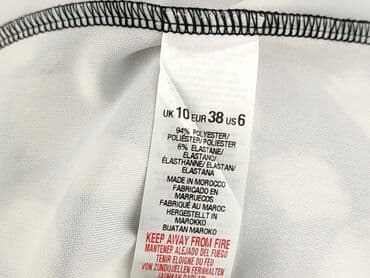 UK 10 EUR 38 US 6
94% POLYESTER/
POLIÉSTER/POLIESTER
6% ELASTANE/
ELASTANO/
ÉLASTHANNE/ELASTAN/
ELASTANA
MADE IN MOROCCO
FABRICADO EN
MARRUECOS
FABRIQUÉ AU MAROC
HERGESTELLT IN
MAROKKO
BUATAN MAROKO
KEEP AWAY FROM FIRE
MANTENER ALEJADO DEL FUEGO
TENIR ÉLOIGNÉ DU FEU
VON ZÜNDQUELLEN FERNHALTEN